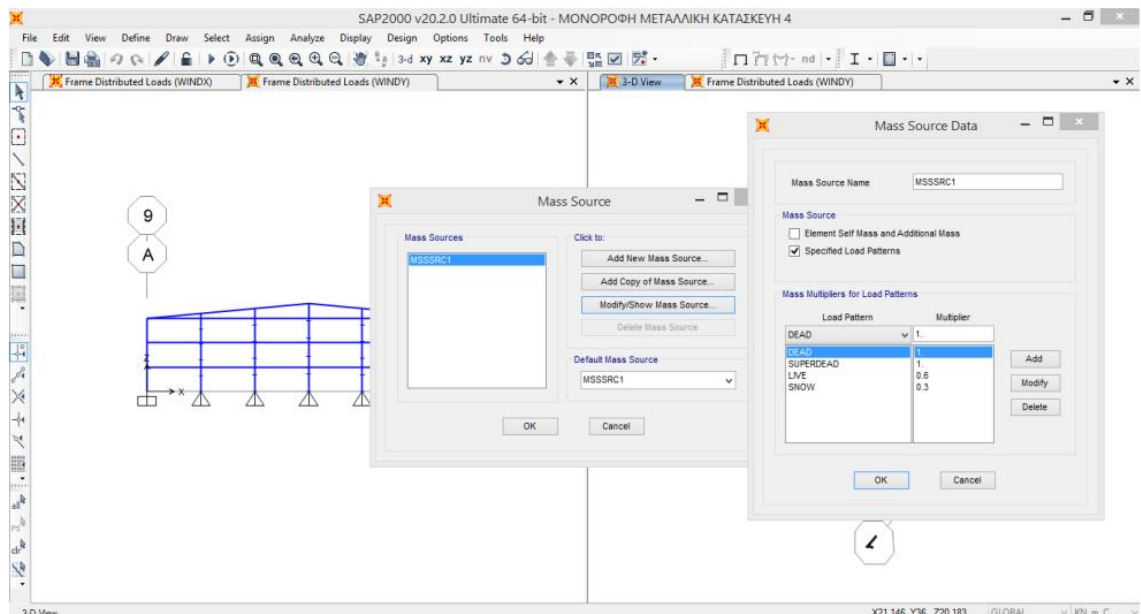 SAP2000 v20.2.0 Ultimate 64-bit - ΜΟΝΟΡΟΦΗ ΜΕΤΑΛΛΙΚΗ ΚΑΤΑΣΚΕΥΗ 4
File Edit View Define Draw Select Assign Analyze Display Design Options Tools Help
3-d xy xz yz nv nd
Frame Distributed Loads (WINDX)
Frame Distributed Loads (WINDY)
3-D View
Frame Distributed Loads (WINDY)
9
A
Z
X
Mass Source
Mass Sources
MSSSRC1
Click to:
Add New Mass Source...
Add Copy of Mass Source...
Modify/Show Mass Source...
Delete Mass Source
Default Mass Source
MSSSRC1
OK
Cancel
Mass Source Data
Mass Source Name
MSSSRC1
Mass Source
Element Self Mass and Additional Mass
Specified Load Patterns
Mass Multipliers for Load Patterns
Load Pattern Multiplier
DEAD 1.
DEAD 1.
SUPERDEAD 1.
LIVE 0.6
SNOW 0.3
Add
Modify
Delete
OK
Cancel
all
ps
clr
3-D View
X21.146 Y36. Z20.183 GLOBAL KN, m, C